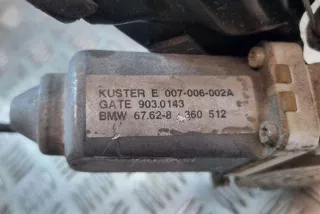 KUSTER E 007-006-002A
GATE 903.0143
BMW 67.62-8 360 512